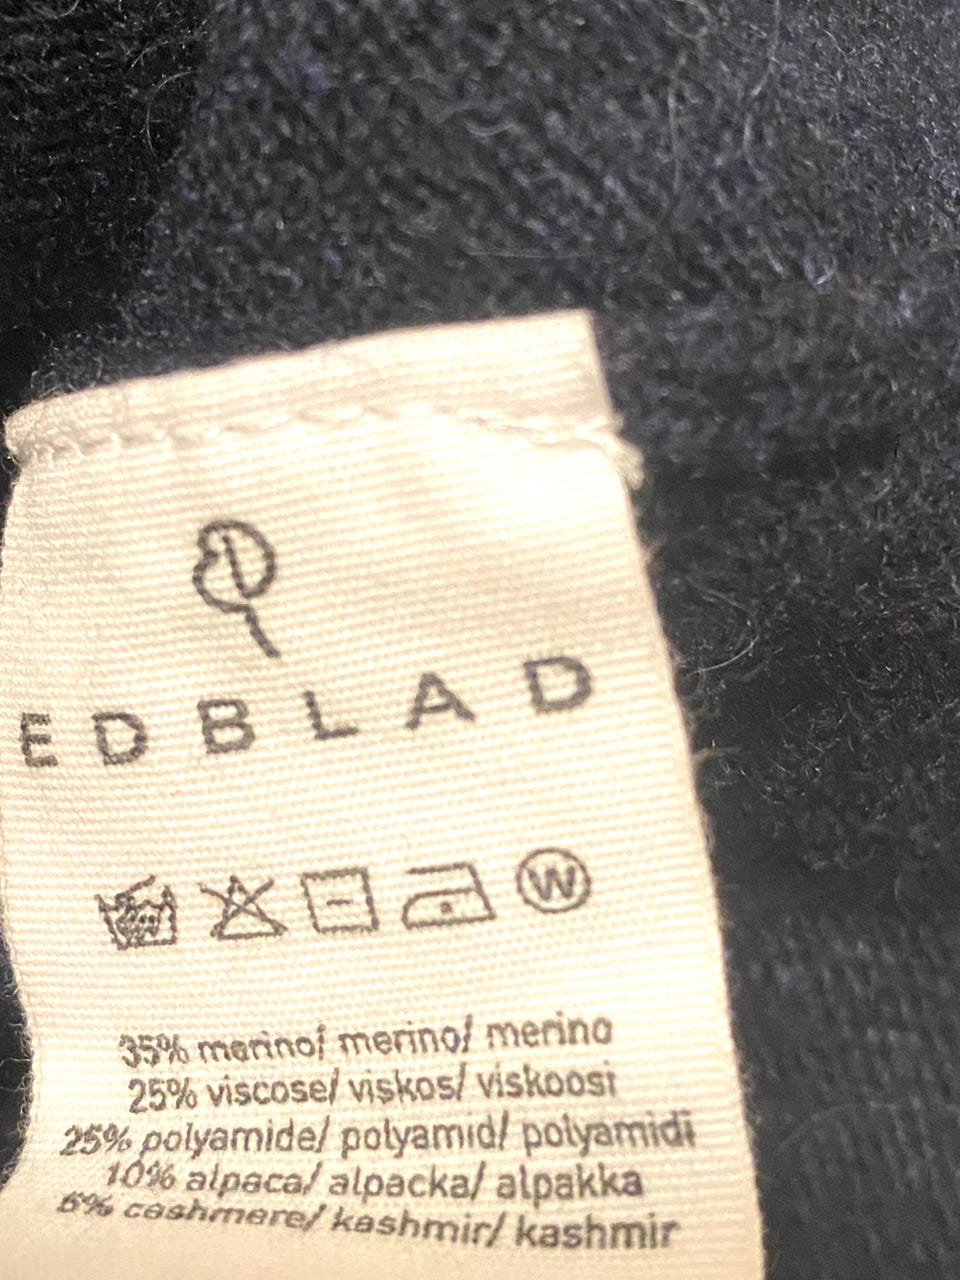 EDBLAD
W
35% merino/ merino/ merino
25% viscose/ viskos/ viskoosi
25% polyamide/ polyamid/ polyamidi
10% alpaca/ alpacka/ alpakka
5% cashmere/ kashmir/ kashmir